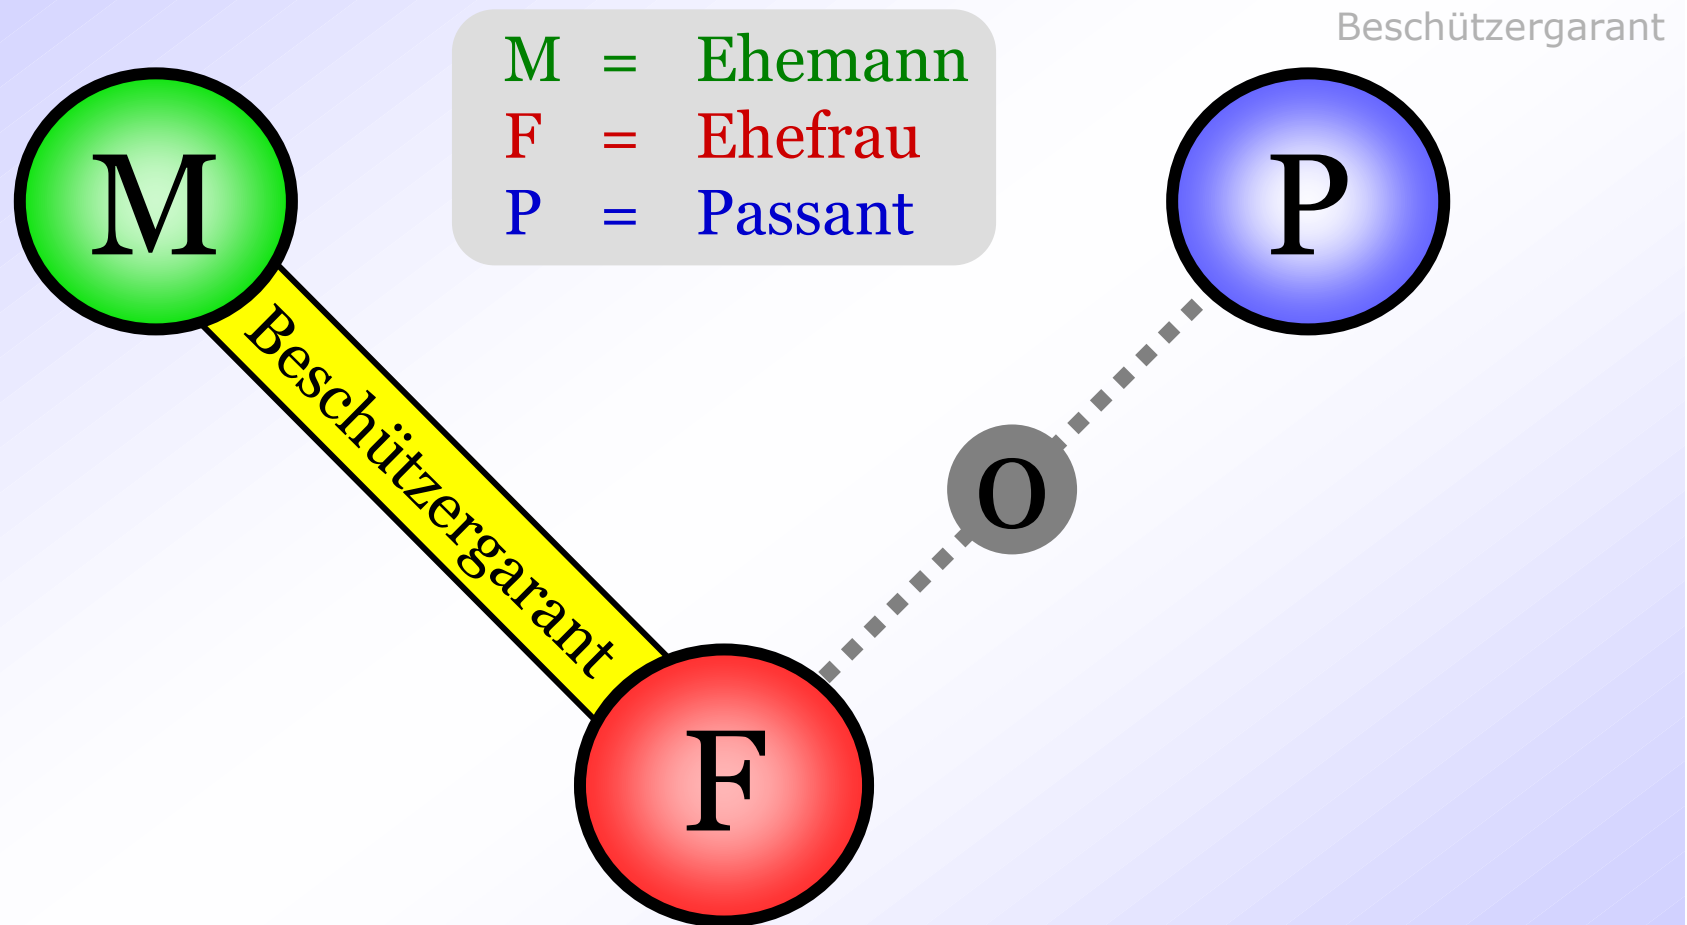 Beschützergarant
M = Ehemann
F = Ehefrau
P = Passant
M
P
Beschützergarant
o
F